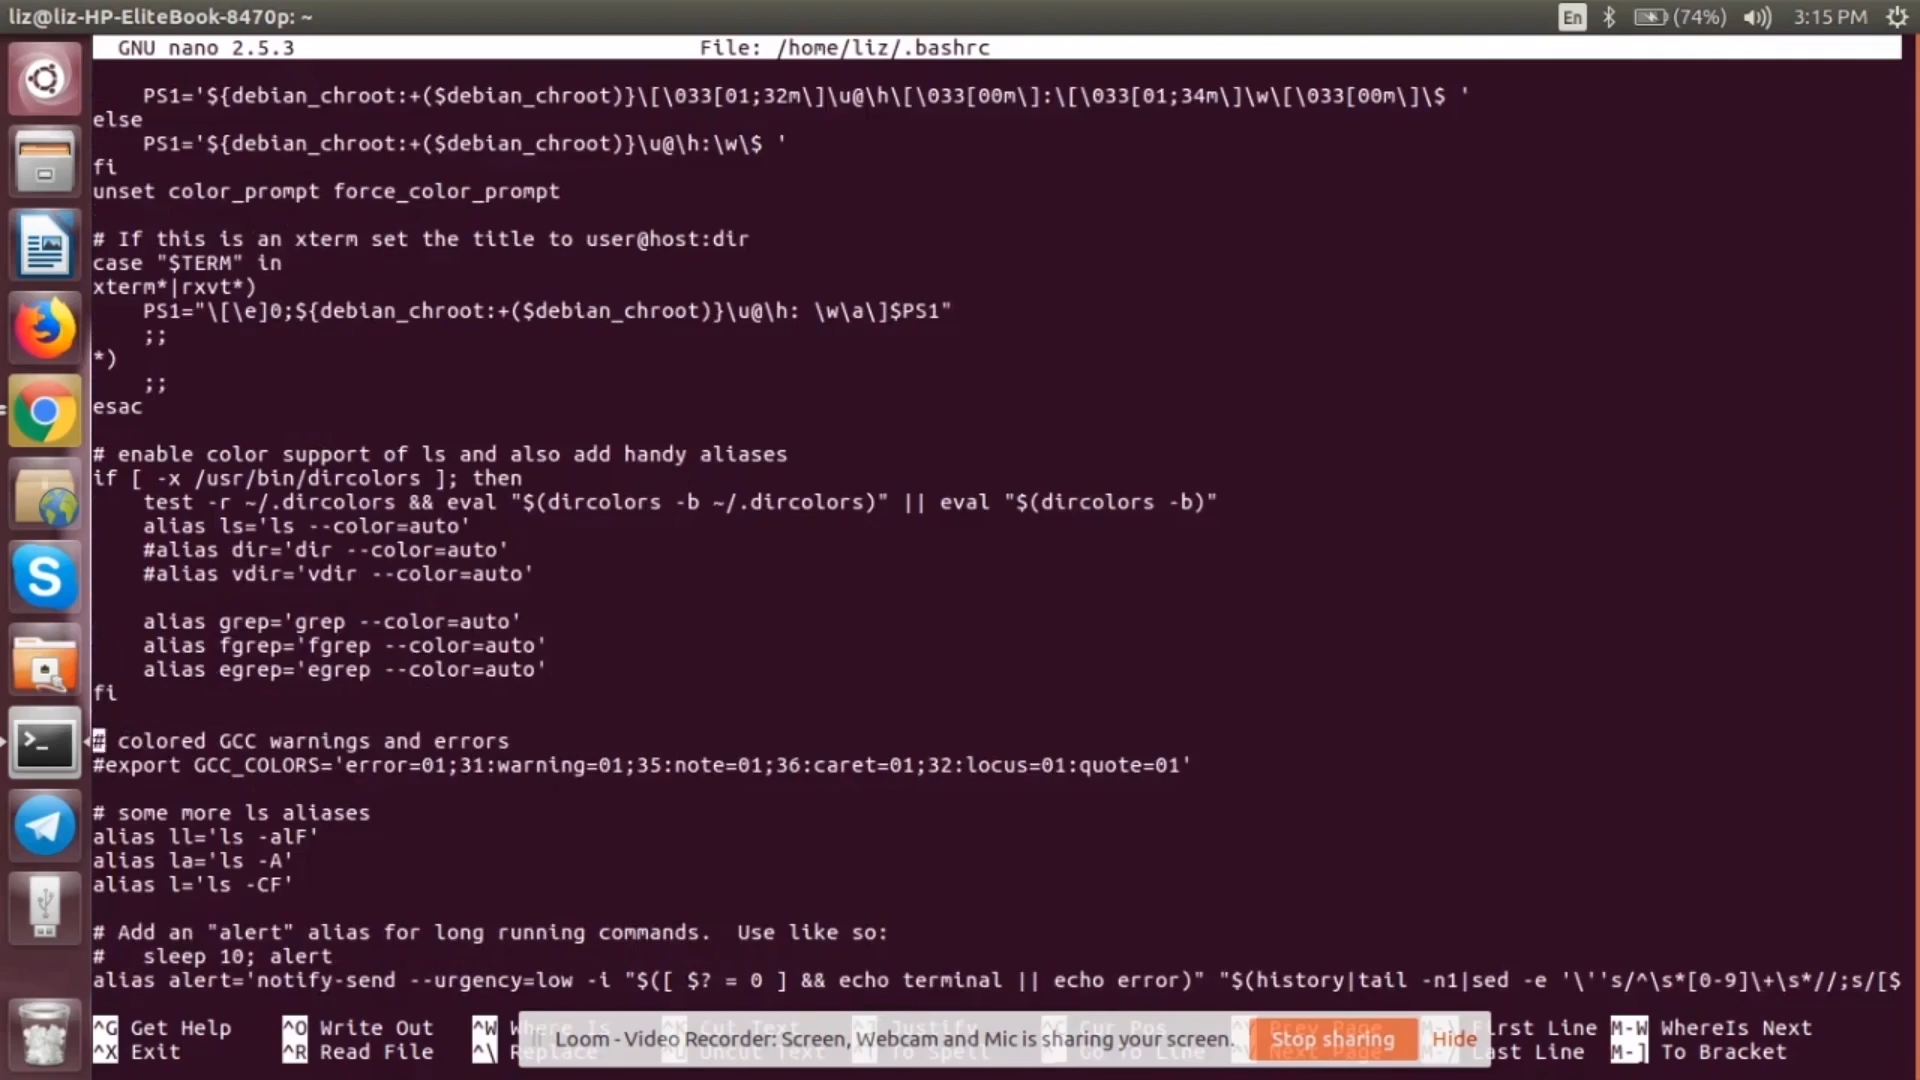 liz@liz-HP-EliteBook-8470p: ~
En (74%) 3:15 PM
GNU nano 2.5.3 File: /home/liz/.bashrc
PS1='${debian_chroot:+($debian_chroot)}\[\033[01;32m\]\u@\h\[\033[00m\]:\[\033[01;34m\]\w\[\033[00m\]\$ '
else
PS1='${debian_chroot:+($debian_chroot)}\u@\h:\w\$ '
fi
unset color_prompt force_color_prompt
# If this is an xterm set the title to user@host:dir
case "$TERM" in
xterm*|rxvt*)
PS1="\[\e]0;${debian_chroot:+($debian_chroot)}\u@\h: \w\a\]$PS1"
;;
*)
;;
esac
# enable color support of ls and also add handy aliases
if [ -x /usr/bin/dircolors ]; then
test -r ~/.dircolors && eval "$(dircolors -b ~/.dircolors)" || eval "$(dircolors -b)"
alias ls='ls --color=auto'
#alias dir='dir --color=auto'
#alias vdir='vdir --color=auto'
alias grep='grep --color=auto'
alias fgrep='fgrep --color=auto'
alias egrep='egrep --color=auto'
fi
# colored GCC warnings and errors
#export GCC_COLORS='error=01;31:warning=01;35:note=01;36:caret=01;32:locus=01:quote=01'
# some more ls aliases
alias ll='ls -alF'
alias la='ls -A'
alias l='ls -CF'
# Add an "alert" alias for long running commands.  Use like so:
#   sleep 10; alert
alias alert='notify-send --urgency=low -i "$([ $? = 0 ] && echo terminal || echo error)" "$(history|tail -n1|sed -e '\''s/^\s*[0-9]\+\s*//;s/[$
^G Get Help ^O Write Out ^W Where Is Cut Text Justify Cur Pos Prev Page First Line M-W WhereIs Next
^X Exit ^R Read File ^\ Replace Uncut Text To Spell Go To Line Next Page Last Line M-] To Bracket
Loom - Video Recorder: Screen, Webcam and Mic is sharing your screen. Stop sharing Hide